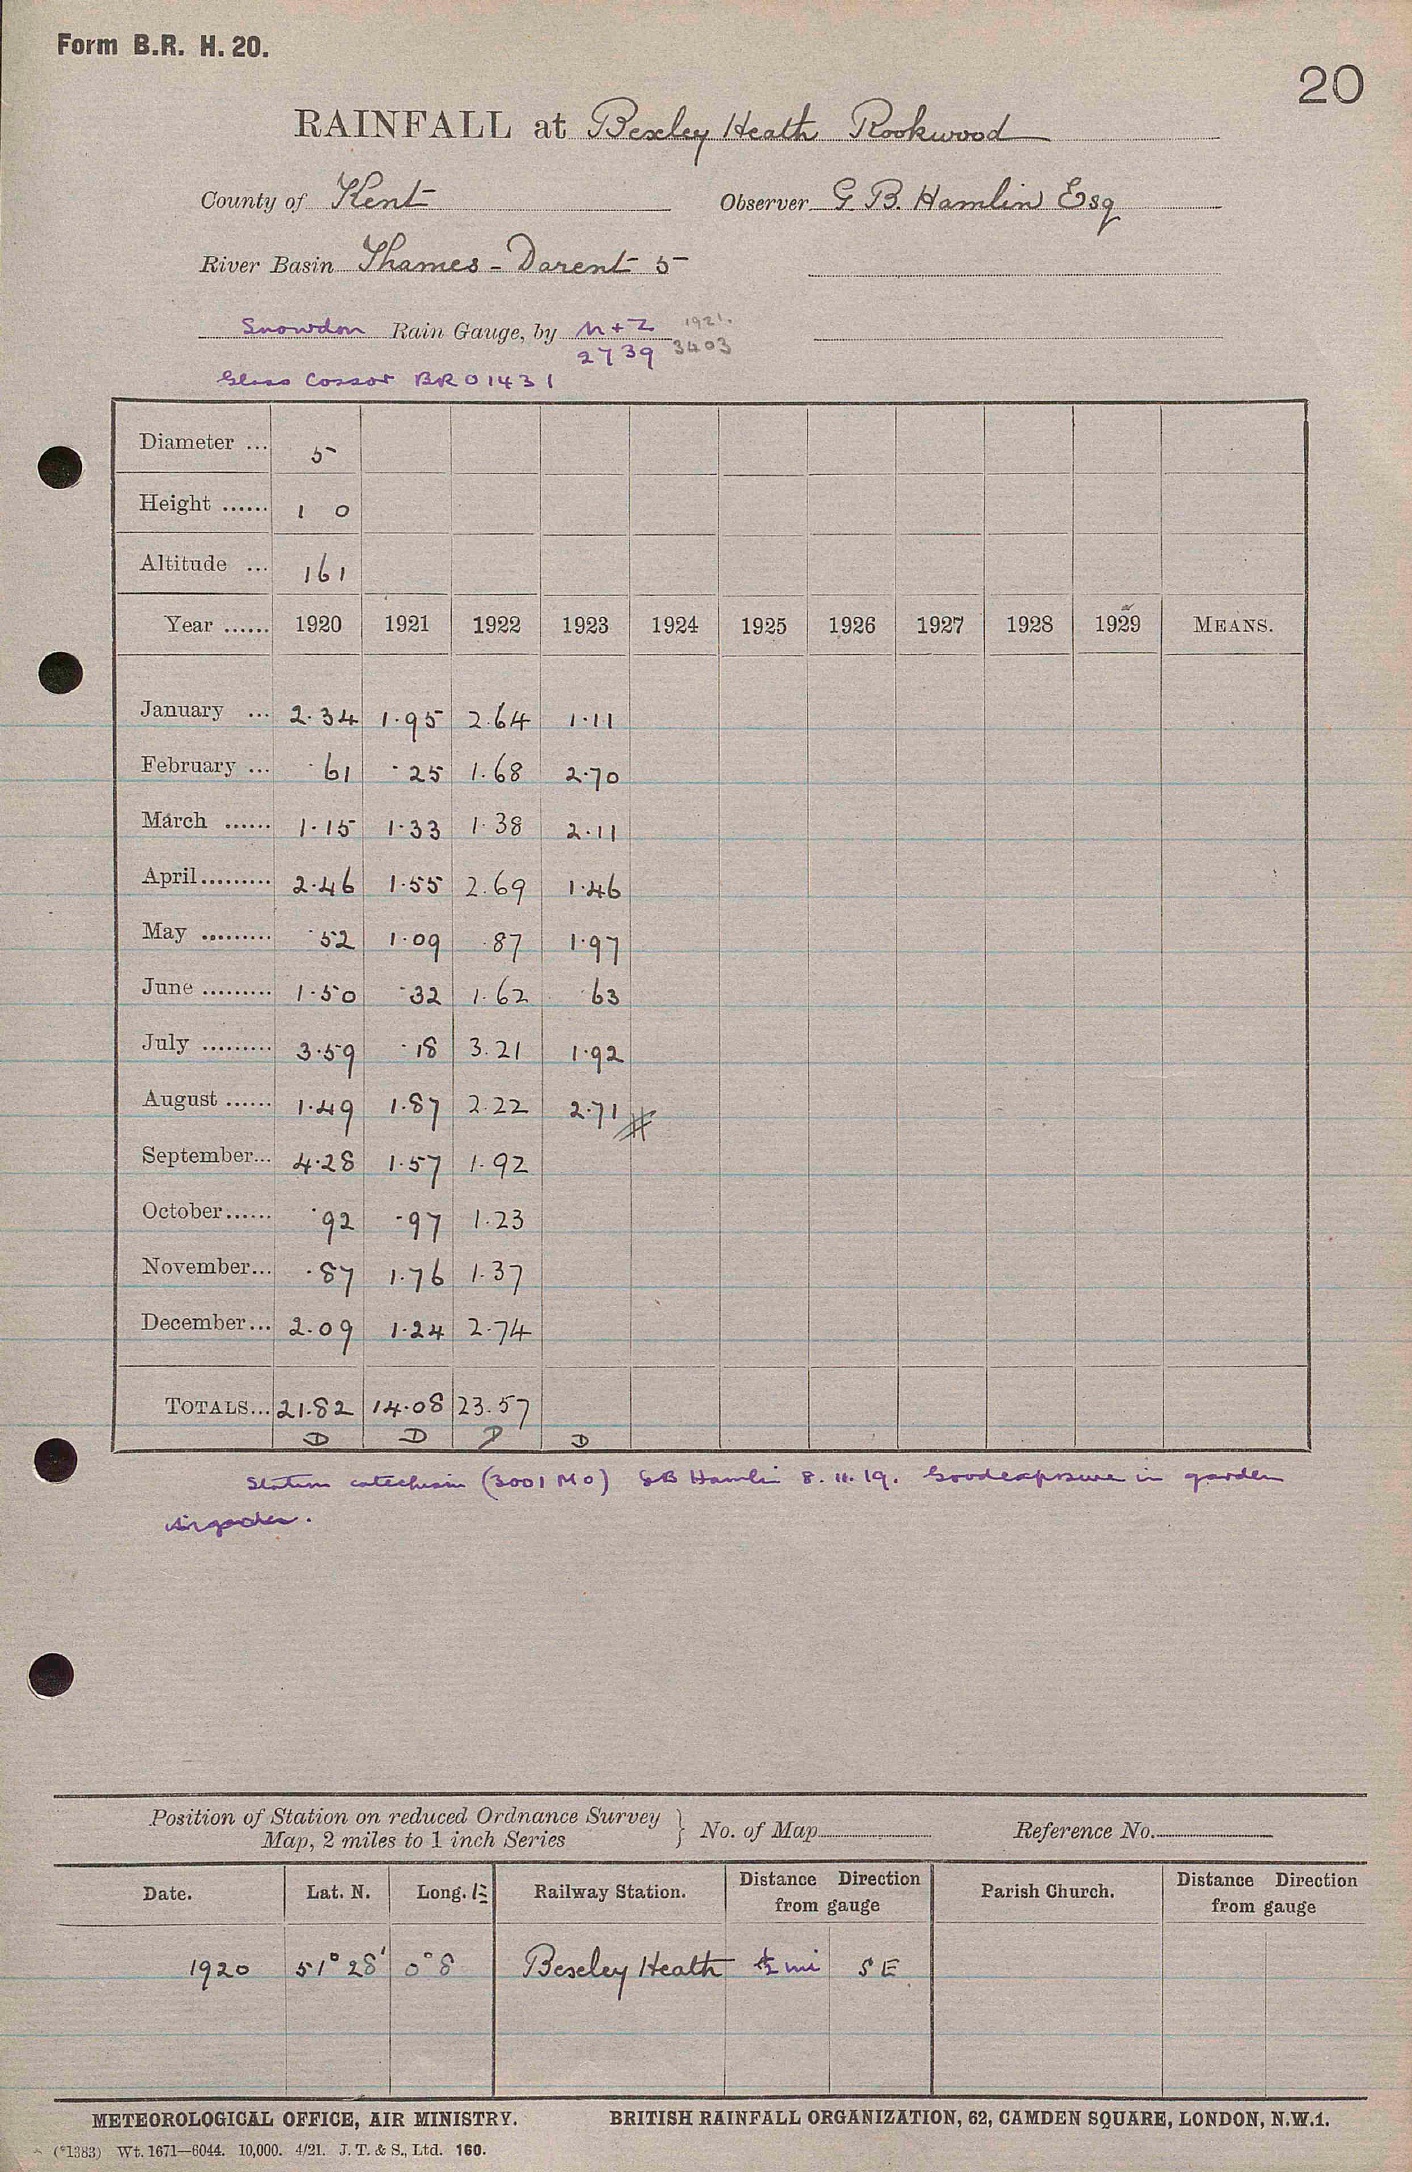 Form B.R. H. 20.
20
RAINFALL at Bexley Heath Rookwood
County of Kent Observer G. B. Hamlin Esq
River Basin Thames - Darent 5
Snowdon Rain Gauge, by N + Z 1921.
2739 3403
Glass Cossor BR 01431
Diameter ... 5
Height ...... 1 0
Altitude ... 161
Year ...... 1920 1921 1922 1923 1924 1925 1926 1927 1928 1929 MEANS.
January ... 2.34 1.95 2.64 1.11
February ... .61 .25 1.68 2.70
March ...... 1.15 1.33 1.38 2.11
April......... 2.46 1.55 2.69 1.46
May ......... .52 1.09 .87 1.97
June ......... 1.50 .32 1.62 .63
July ......... 3.59 .18 3.21 1.92
August ...... 1.49 1.87 2.22 2.71 #
September... 4.28 1.57 1.92
October...... .92 .97 1.23
November... .87 1.76 1.37
December... 2.09 1.24 2.74
TOTALS... 21.82 14.08 23.57
D D D D
Station catechism (3001 MO) GB Hamlin 8. 11. 19. Good exposure in garden
Position of Station on reduced Ordnance Survey
Map, 2 miles to 1 inch Series } No. of Map Reference No.
Date. Lat. N. Long. E Railway Station. Distance Direction from gauge Parish Church. Distance Direction from gauge
1920 51° 28' 0° 8 Bexley Heath ½ mi SE.
METEOROLOGICAL OFFICE, AIR MINISTRY. BRITISH RAINFALL ORGANIZATION, 62, CAMDEN SQUARE, LONDON, N.W.1.
(*1383) Wt. 1671—6044. 10,000. 4/21. J. T. & S., Ltd. 160.